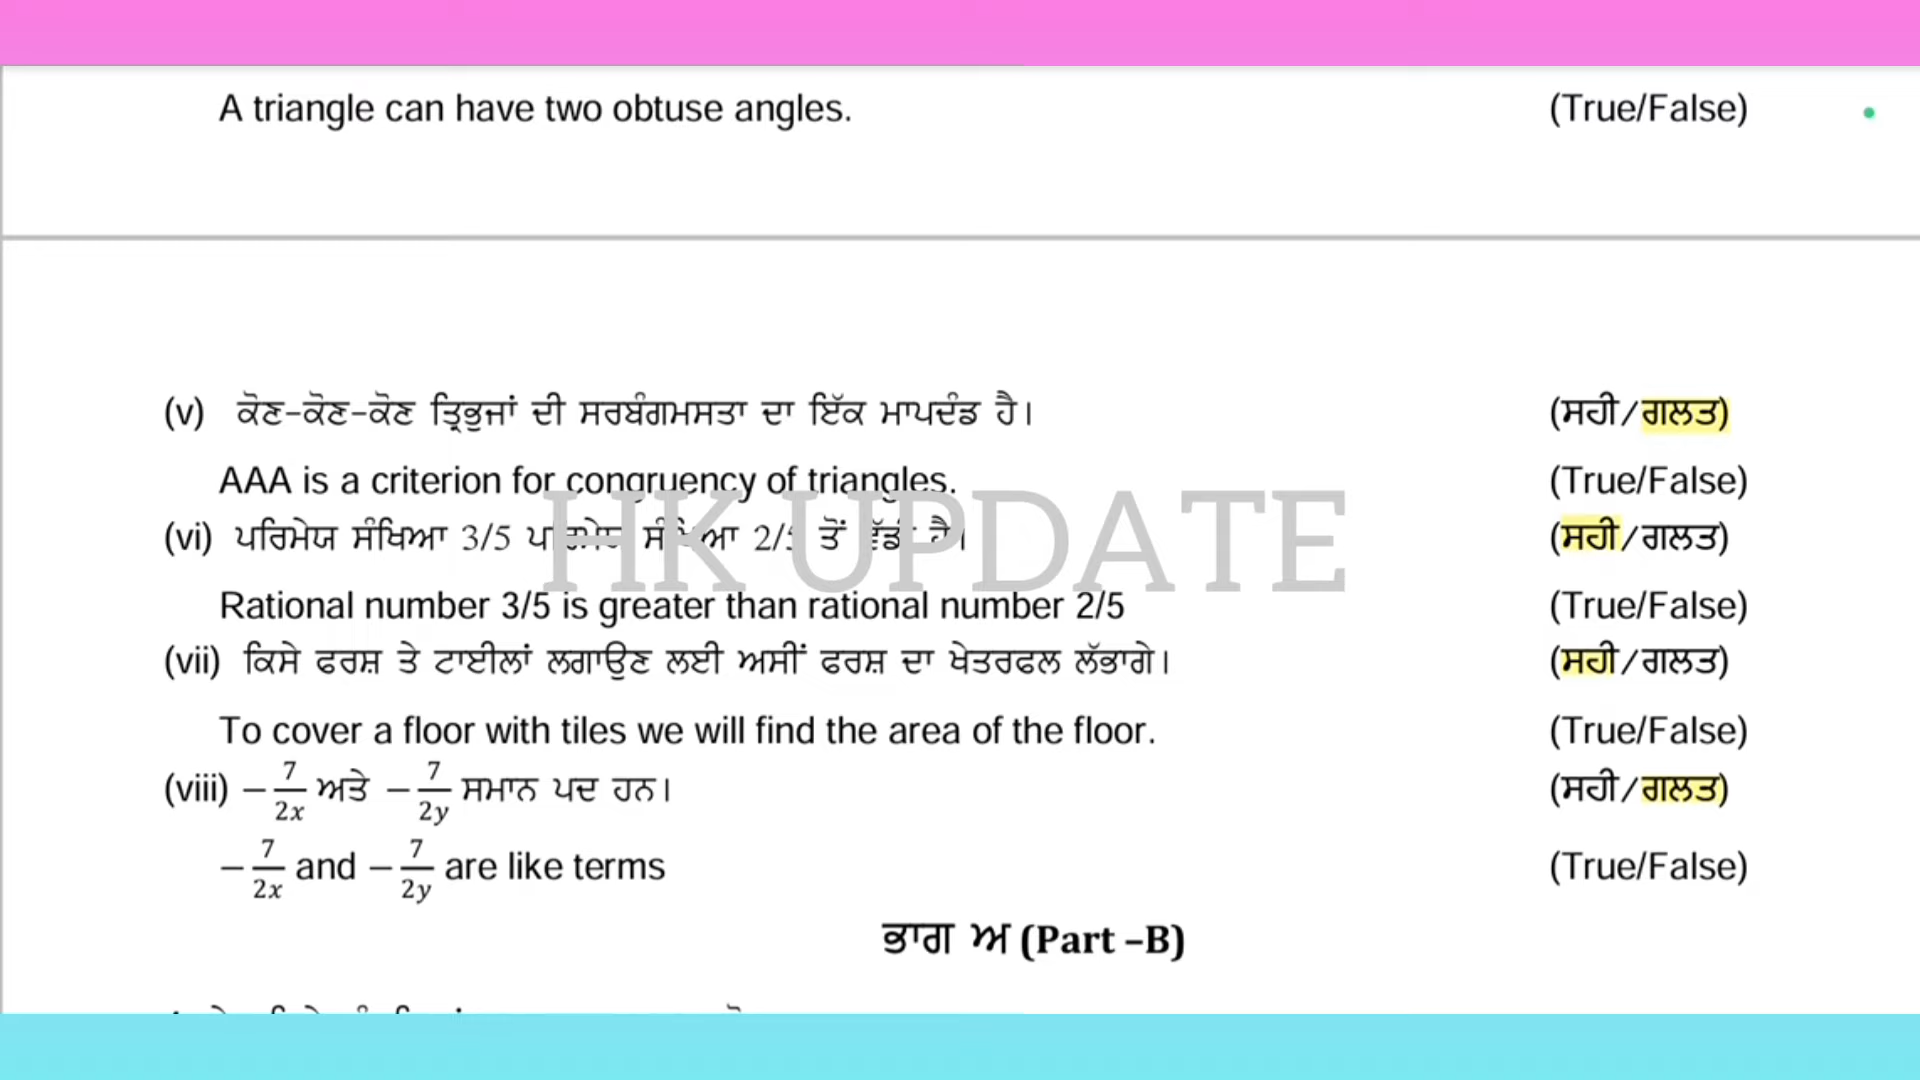 A triangle can have two obtuse angles. (True/False)
(v) ਕੋਣ-ਕੋਣ-ਕੋਣ ਤ੍ਰਿਭੁਜਾਂ ਦੀ ਸਰਬੰਗਮਸਤਾ ਦਾ ਇੱਕ ਮਾਪਦੰਡ ਹੈ। (ਸਹੀ/ਗਲਤ)
AAA is a criterion for congruency of triangles. (True/False)
HK UPDATE
(vi) ਪਰਿਮੇਯ ਸੰਖਿਆ 3/5 ਪਰਿਮੇਯ ਸੰਖਿਆ 2/5 ਤੋਂ ਵੱਡੀ ਹੈ। (ਸਹੀ/ਗਲਤ)
Rational number 3/5 is greater than rational number 2/5 (True/False)
(vii) ਕਿਸੇ ਫਰਸ਼ ਤੇ ਟਾਈਲਾਂ ਲਗਾਉਣ ਲਈ ਅਸੀਂ ਫਰਸ਼ ਦਾ ਖੇਤਰਫਲ ਲੱਭਾਗੇ। (ਸਹੀ/ਗਲਤ)
To cover a floor with tiles we will find the area of the floor. (True/False)
(viii) −7/2x ਅਤੇ −7/2y ਸਮਾਨ ਪਦ ਹਨ। (ਸਹੀ/ਗਲਤ)
−7/2x and −7/2y are like terms (True/False)
ਭਾਗ ਅ (Part –B)